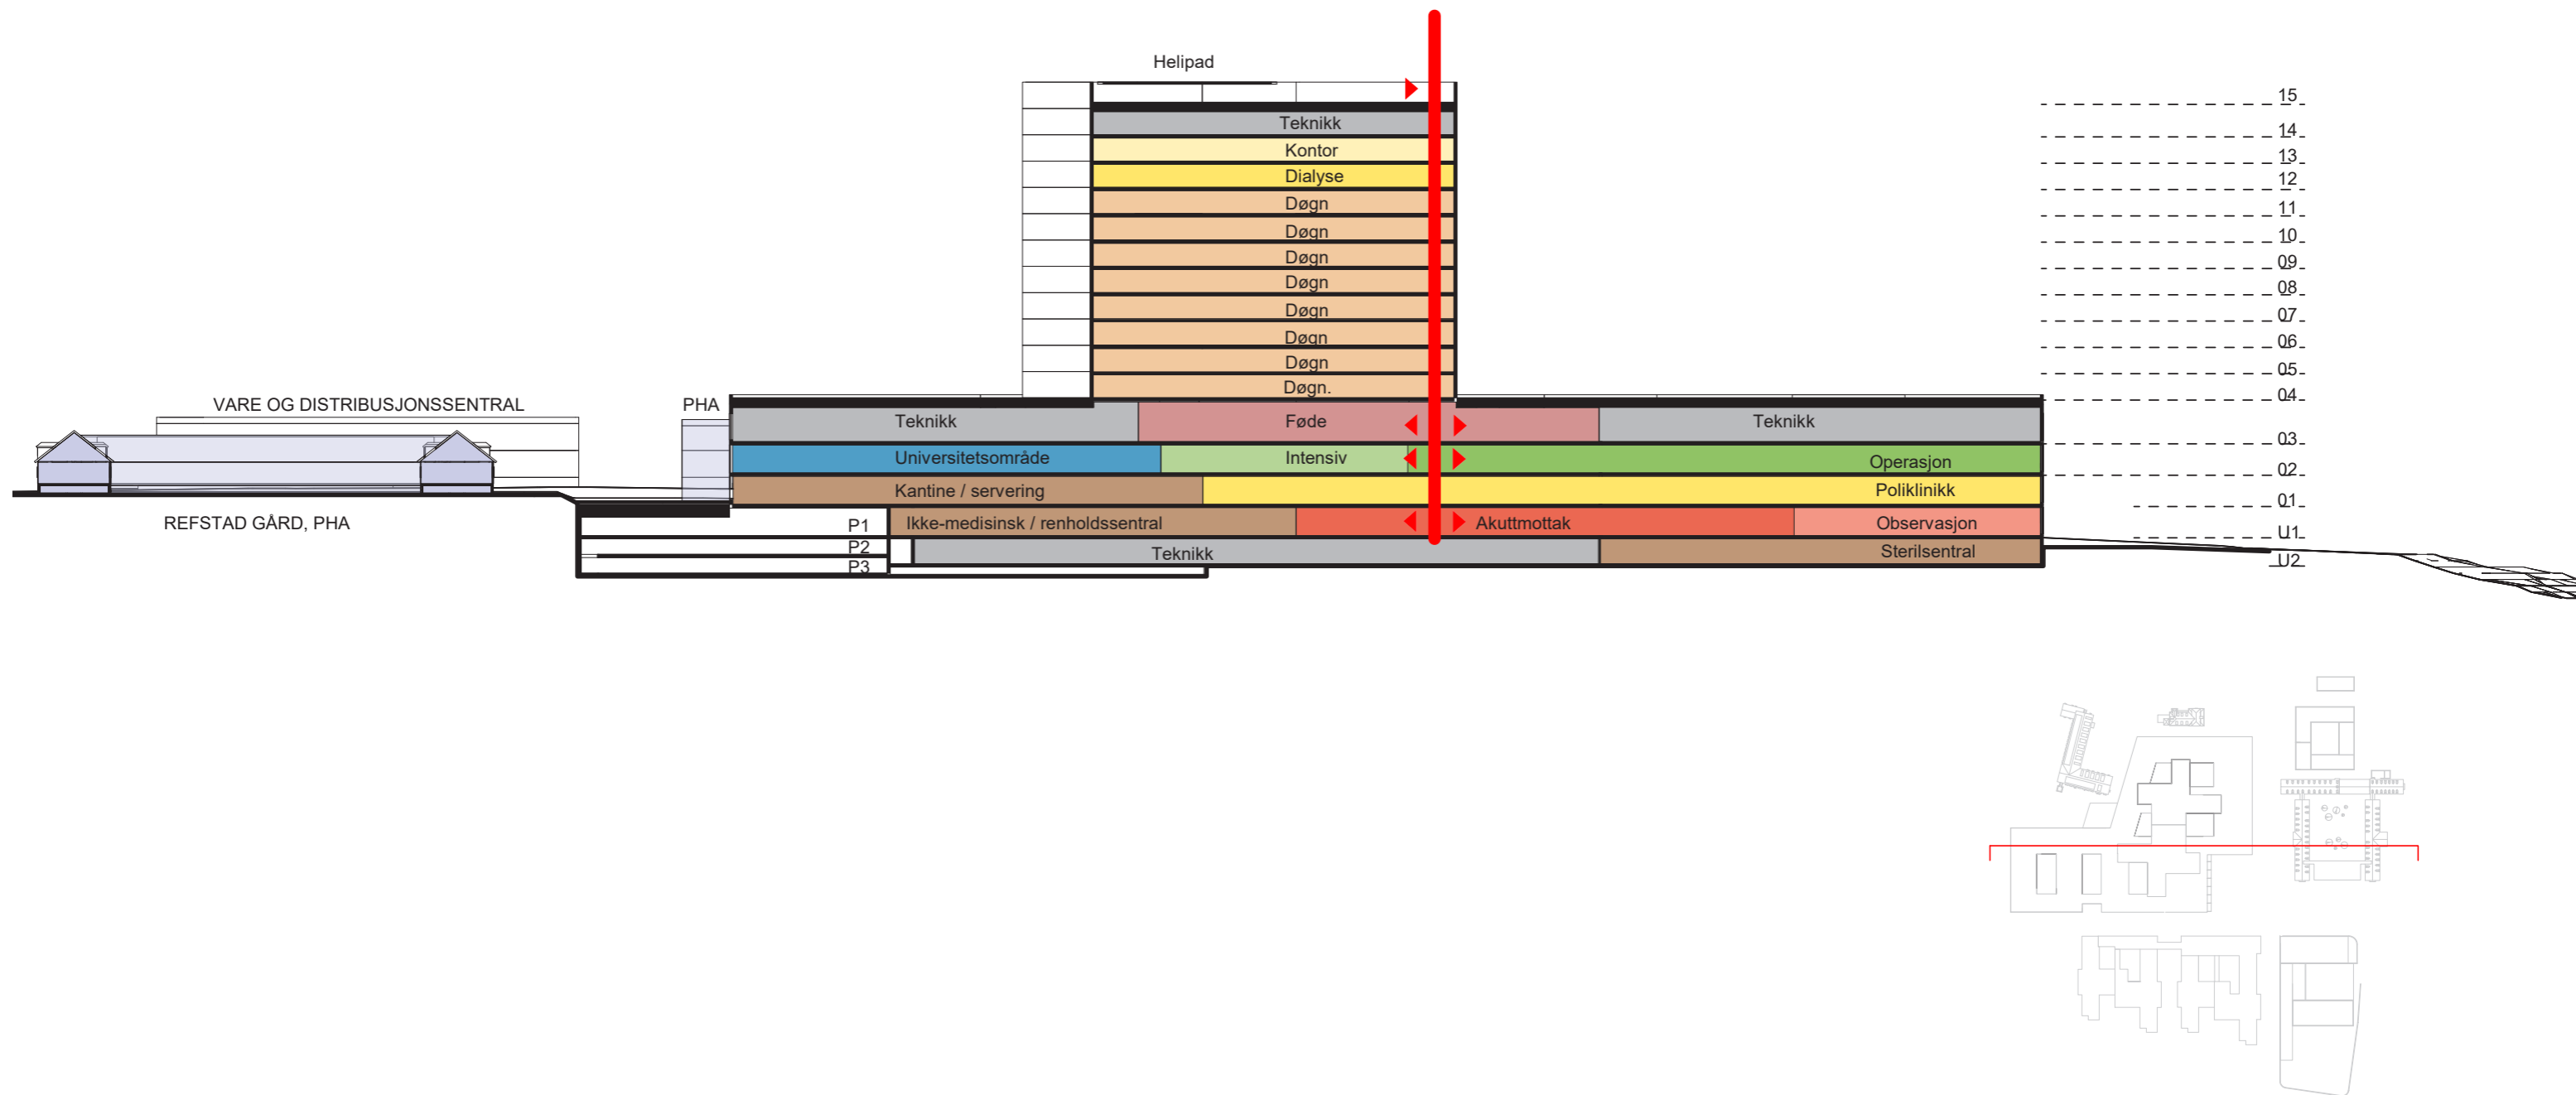 Helipad
15
Teknikk
14
Kontor
13
Dialyse
12
Døgn
11
Døgn
10
Døgn
09
Døgn
08
Døgn
07
Døgn
06
Døgn
05
Døgn.
04
VARE OG DISTRIBUSJONSSENTRAL
PHA
Teknikk
Føde
Teknikk
03
Universitetsområde
Intensiv
Operasjon
02
Kantine / servering
Poliklinikk
01
REFSTAD GÅRD, PHA
P1
Ikke-medisinsk / renholdssentral
Akuttmottak
Observasjon
U1
P2
Teknikk
Sterilsentral
U2
P3